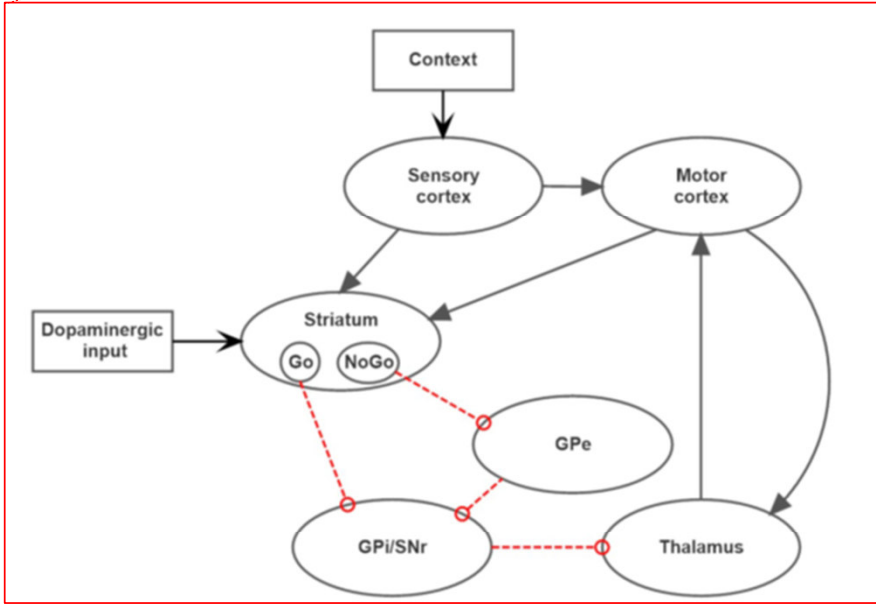 Context
Sensory
cortex
Motor
cortex
Dopaminergic
input
Striatum
Go
NoGo
GPe
GPi/SNr
Thalamus